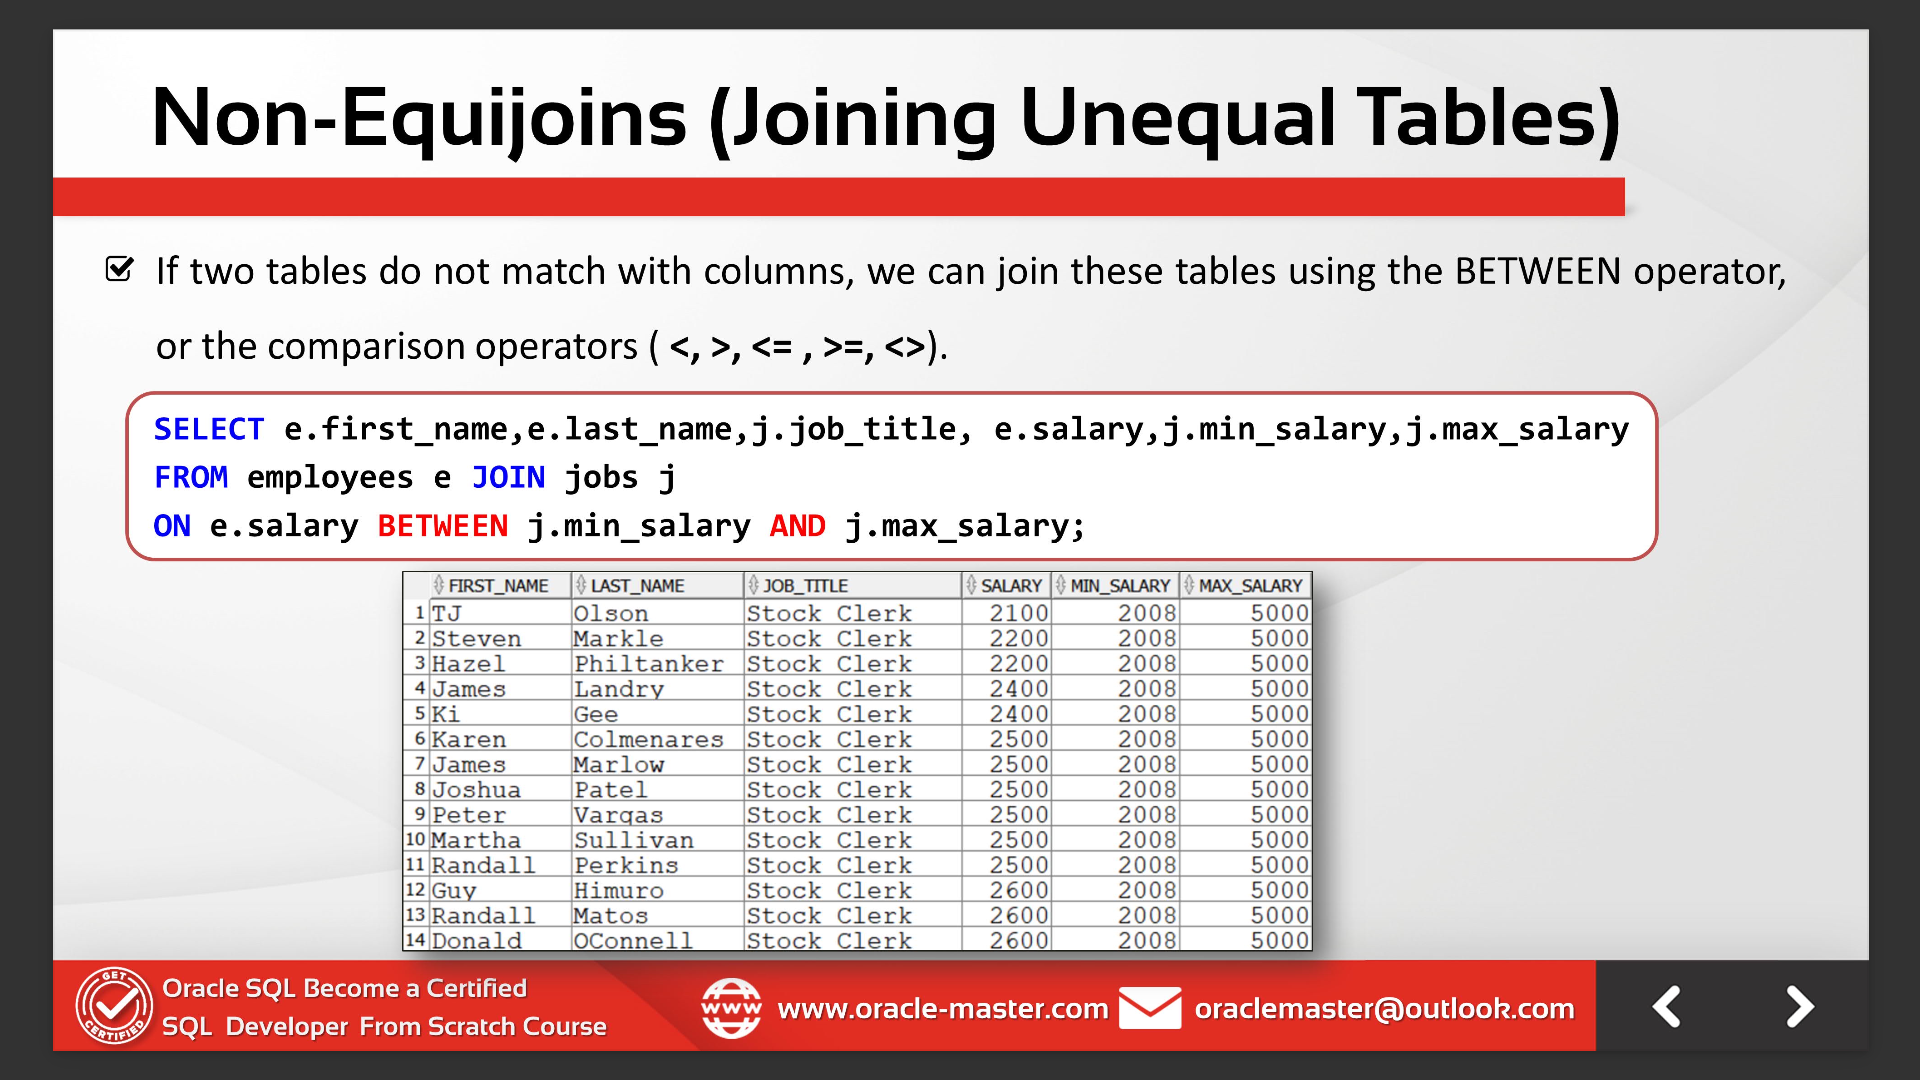 Non-Equijoins (Joining Unequal Tables)
If two tables do not match with columns, we can join these tables using the BETWEEN operator,
or the comparison operators ( <, >, <= , >=, <>).
SELECT e.first_name,e.last_name,j.job_title, e.salary,j.min_salary,j.max_salary
FROM employees e JOIN jobs j
ON e.salary BETWEEN j.min_salary AND j.max_salary;
FIRST_NAME LAST_NAME JOB_TITLE SALARY MIN_SALARY MAX_SALARY
1 TJ Olson Stock Clerk 2100 2008 5000
2 Steven Markle Stock Clerk 2200 2008 5000
3 Hazel Philtanker Stock Clerk 2200 2008 5000
4 James Landry Stock Clerk 2400 2008 5000
5 Ki Gee Stock Clerk 2400 2008 5000
6 Karen Colmenares Stock Clerk 2500 2008 5000
7 James Marlow Stock Clerk 2500 2008 5000
8 Joshua Patel Stock Clerk 2500 2008 5000
9 Peter Vargas Stock Clerk 2500 2008 5000
10 Martha Sullivan Stock Clerk 2500 2008 5000
11 Randall Perkins Stock Clerk 2500 2008 5000
12 Guy Himuro Stock Clerk 2600 2008 5000
13 Randall Matos Stock Clerk 2600 2008 5000
14 Donald OConnell Stock Clerk 2600 2008 5000
GET
CERTIFIED
Oracle SQL Become a Certified
SQL Developer From Scratch Course
www
www.oracle-master.com
oraclemaster@outlook.com